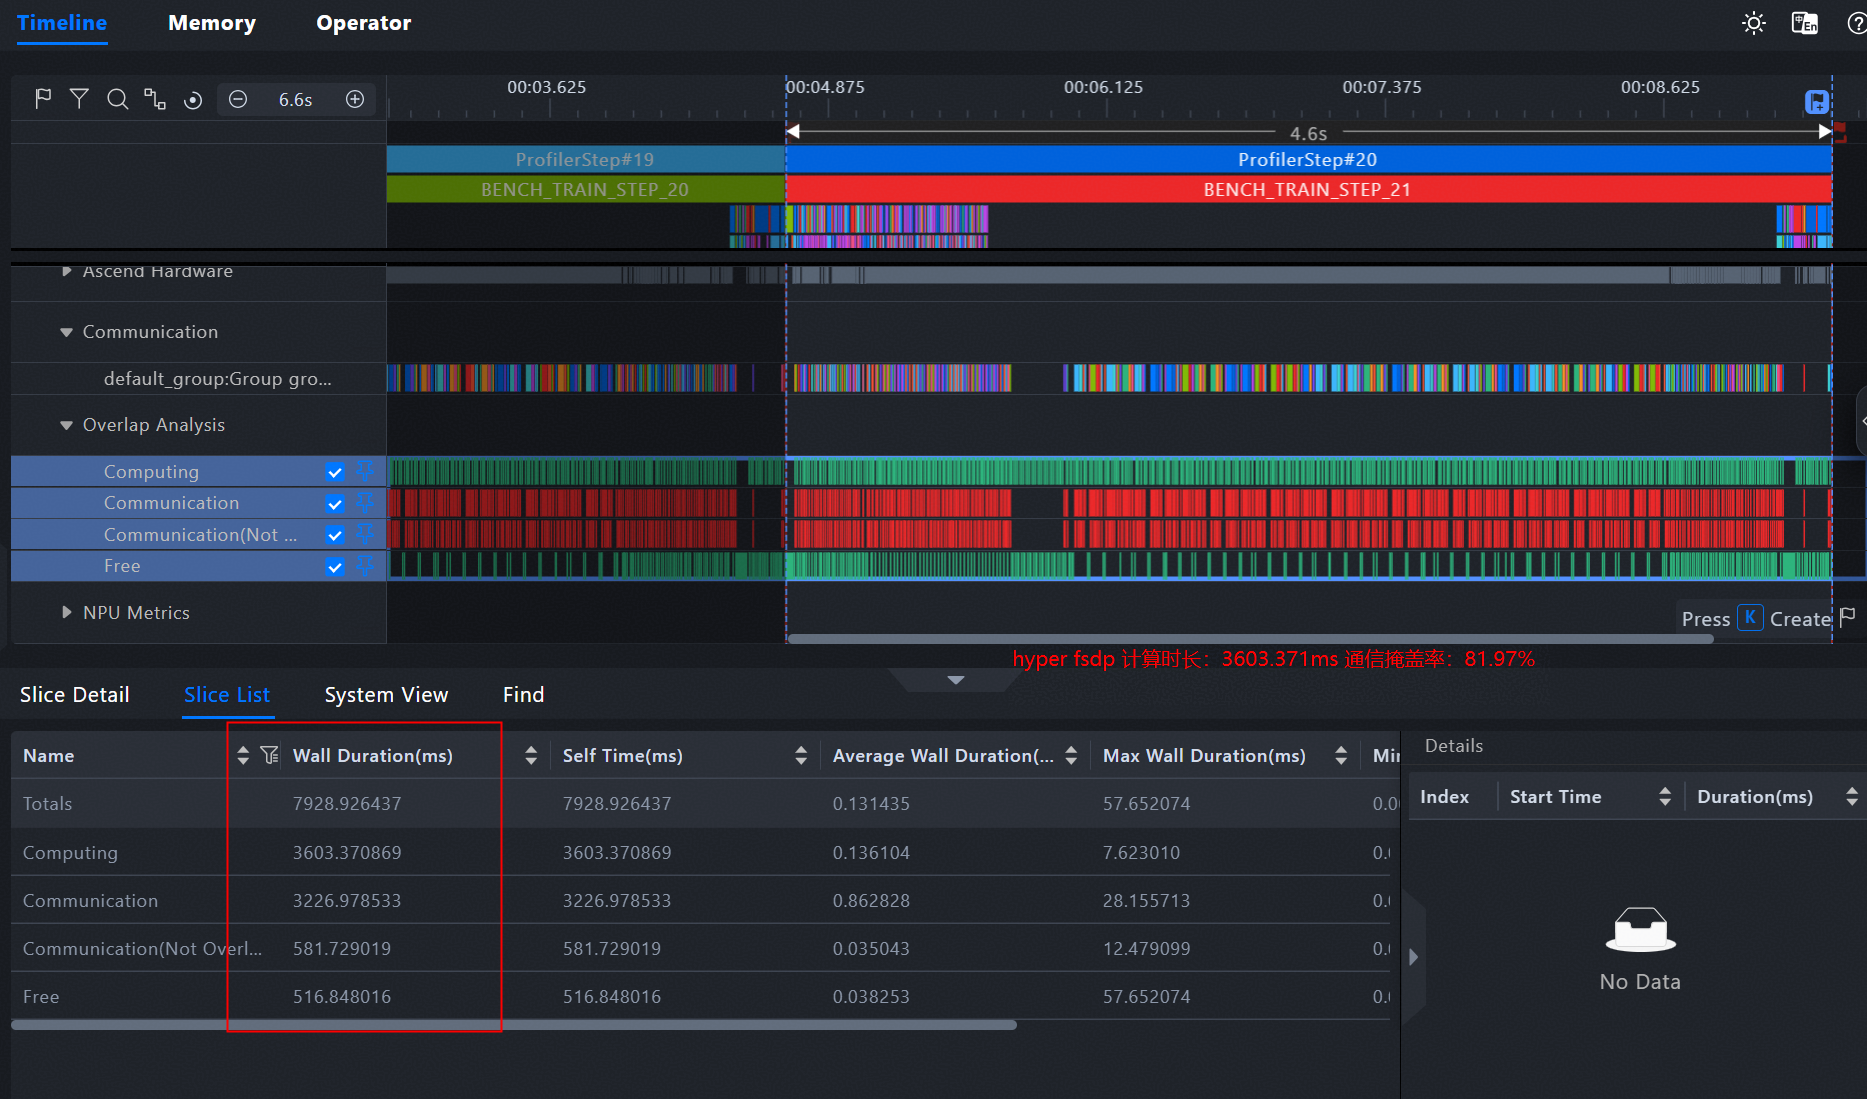 Timeline Memory Operator
6.6s 00:03.625 00:04.875 00:06.125 00:07.375 00:08.625
4.6s
ProfilerStep#19 ProfilerStep#20
BENCH_TRAIN_STEP_20 BENCH_TRAIN_STEP_21
Ascend Hardware
Communication
default_group:Group gro...
Overlap Analysis
Computing
Communication
Communication(Not ...
Free
NPU Metrics
Press K Create
hyper fsdp 计算时长：3603.371ms 通信掩盖率：81.97%
Slice Detail Slice List System View Find
Name Wall Duration(ms) Self Time(ms) Average Wall Duration(... Max Wall Duration(ms)
Totals 7928.926437 7928.926437 0.131435 57.652074
Computing 3603.370869 3603.370869 0.136104 7.623010
Communication 3226.978533 3226.978533 0.862828 28.155713
Communication(Not Overl... 581.729019 581.729019 0.035043 12.479099
Free 516.848016 516.848016 0.038253 57.652074
Details
Index Start Time Duration(ms)
No Data